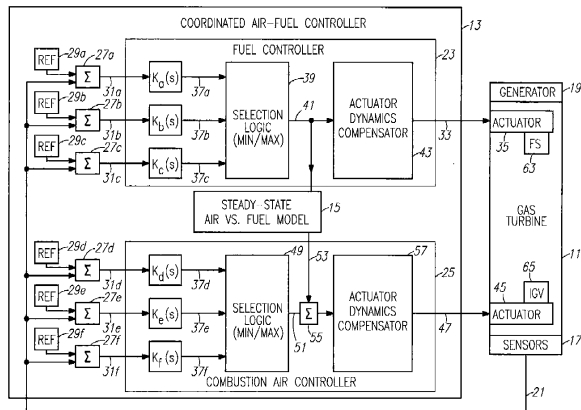 COORDINATED AIR-FUEL CONTROLLER
13
FUEL CONTROLLER
23
REF
29a
27a
Σ
31a
Ka(s)
37a
39
REF
29b
27b
Σ
31b
Kb(s)
37b
SELECTION
LOGIC
(MIN/MAX)
41
ACTUATOR
DYNAMICS
COMPENSATOR
43
33
REF
29c
27c
Σ
31c
Kc(s)
37c
STEADY-STATE
AIR VS. FUEL MODEL
15
REF
29d
27d
Σ
31d
Kd(s)
37d
49
53
57
25
REF
29e
27e
Σ
31e
Ke(s)
37e
SELECTION
LOGIC
(MIN/MAX)
51
Σ
55
ACTUATOR
DYNAMICS
COMPENSATOR
47
REF
29f
27f
Σ
31f
Kf(s)
37f
COMBUSTION AIR CONTROLLER
19
GENERATOR
ACTUATOR
35
FS
63
GAS
TURBINE
11
65
45
IGV
ACTUATOR
SENSORS
17
21